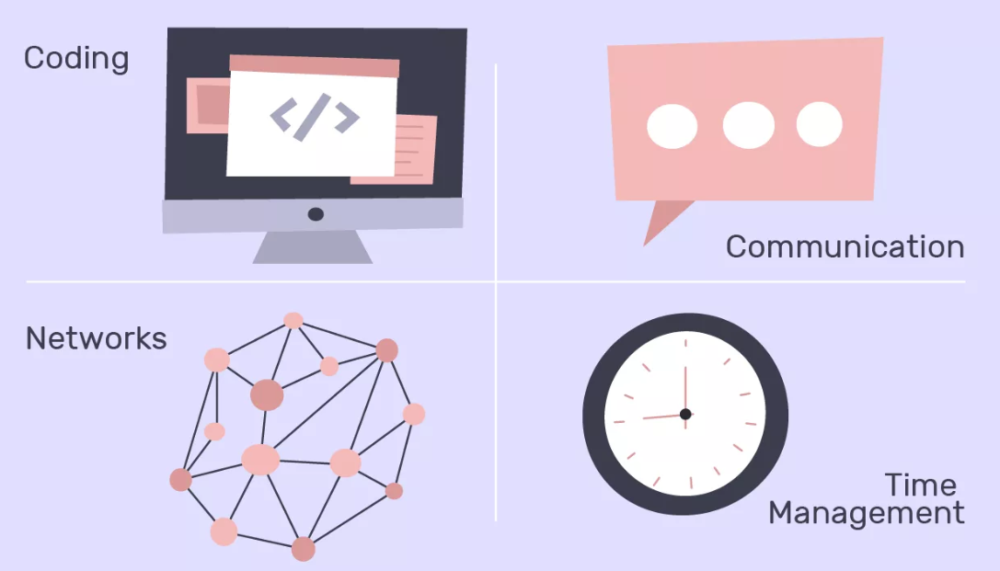 Coding
</>
Communication
Networks
Time
Management